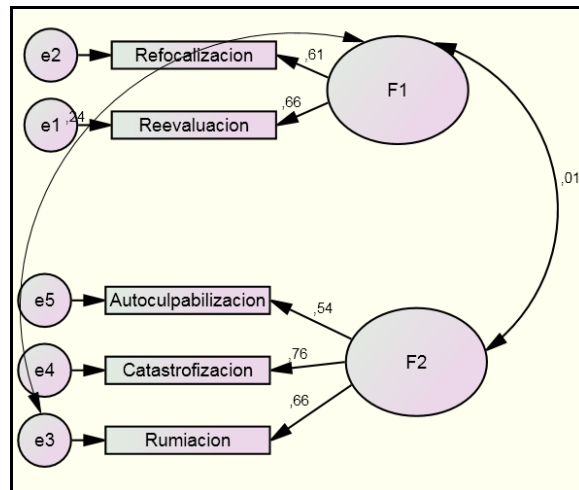 e2
Refocalizacion
,61
F1
e1
,24
Reevaluacion
,66
,01
e5
Autoculpabilizacion
,54
e4
Catastrofizacion
,76
F2
e3
Rumiacion
,66